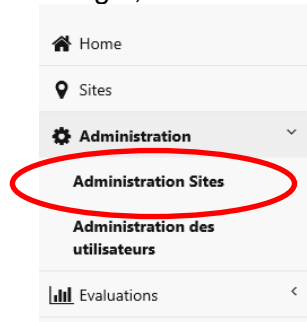 Home
Sites
Administration
Administration Sites
Administration des
utilisateurs
Evaluations